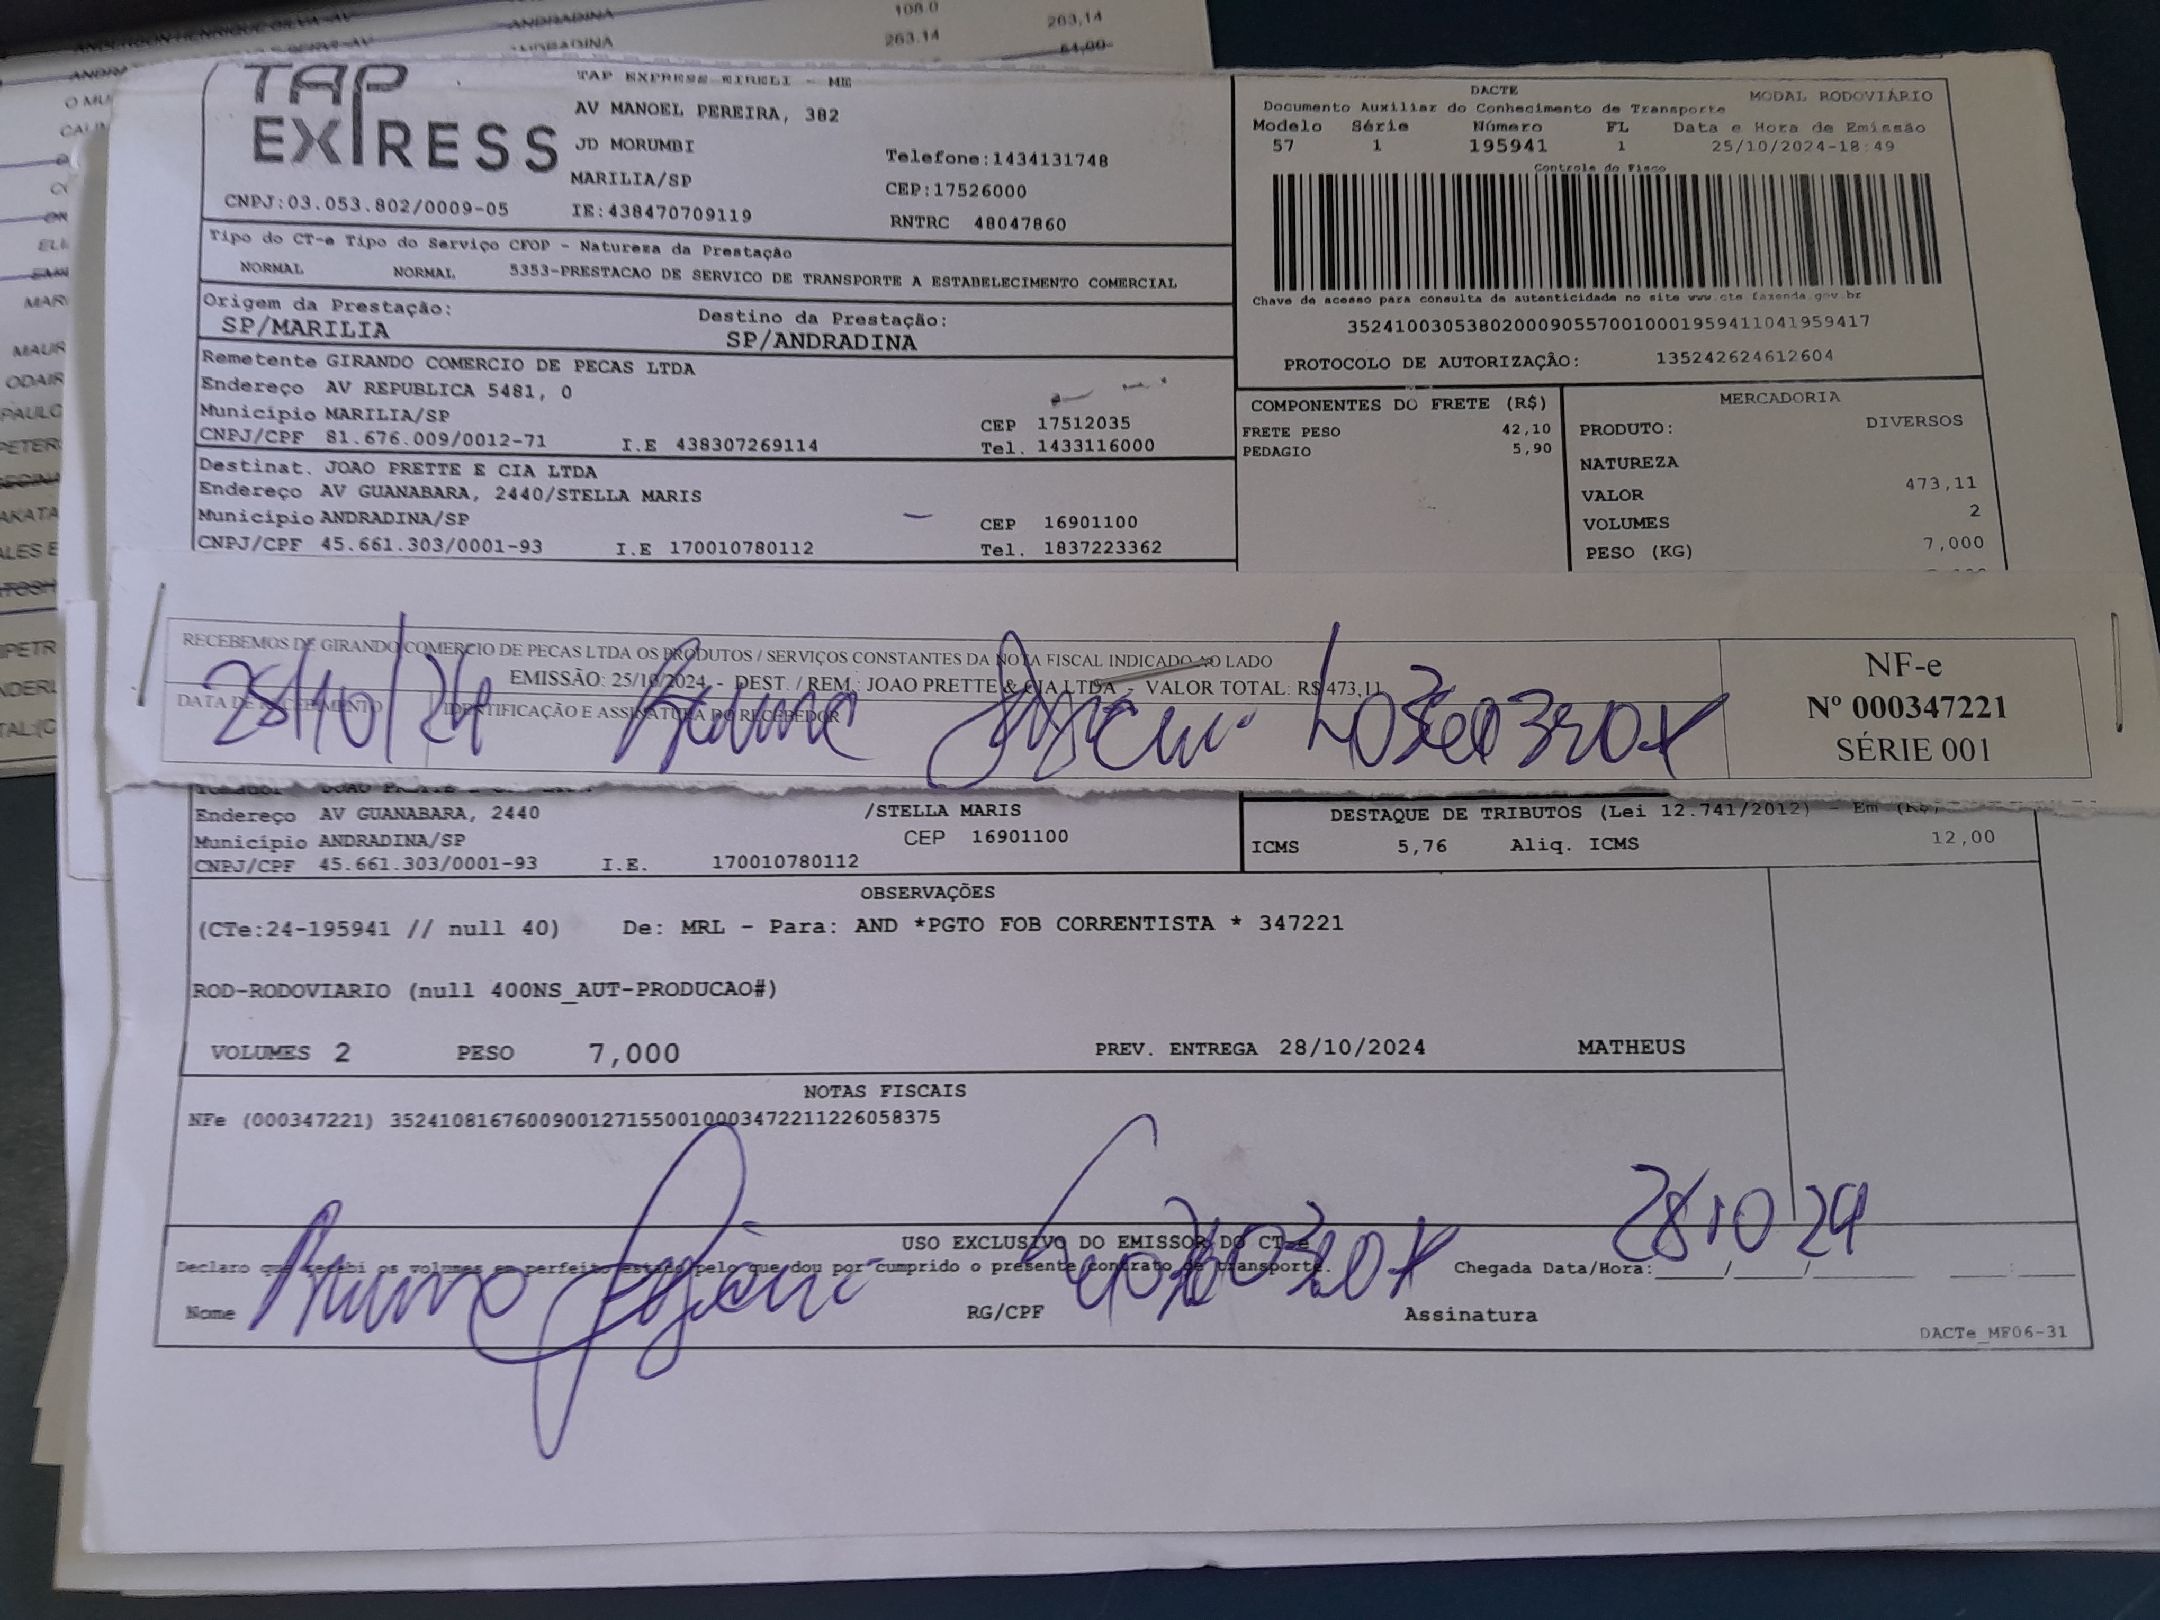 108.0
263,14
ANDRADINA
263.14
64,00
TAP EXPRESS
TAP EXPRESS EIRELI - ME
AV MANOEL PEREIRA, 382
JD MORUMBI
Telefone:1434131748
MARILIA/SP
CEP:17526000
CNPJ:03.053.802/0009-05
IE:438470709119
RNTRC 48047860
DACTE
MODAL RODOVIÁRIO
Documento Auxiliar do Conhecimento de Transporte
Modelo Série Número FL Data e Hora de Emissão
57 1 195941 1 25/10/2024-18:49
Controle do Fisco
Chave de acesso para consulta de autenticidade no site www.cte.fazenda.gov.br
35241003053802000905570010001959411041959417
PROTOCOLO DE AUTORIZAÇÃO: 135242624612604
Tipo do CT-e Tipo do Serviço CFOP - Natureza da Prestação
NORMAL NORMAL 5353-PRESTACAO DE SERVICO DE TRANSPORTE A ESTABELECIMENTO COMERCIAL
Origem da Prestação: Destino da Prestação:
SP/MARILIA SP/ANDRADINA
Remetente GIRANDO COMERCIO DE PECAS LTDA
Endereço AV REPUBLICA 5481, 0
Município MARILIA/SP CEP 17512035
CNPJ/CPF 81.676.009/0012-71 I.E 438307269114 Tel. 1433116000
Destinat. JOAO PRETTE E CIA LTDA
Endereço AV GUANABARA, 2440/STELLA MARIS
Município ANDRADINA/SP CEP 16901100
CNPJ/CPF 45.661.303/0001-93 I.E 170010780112 Tel. 1837223362
COMPONENTES DO FRETE (R$)
FRETE PESO 42,10
PEDAGIO 5,90
MERCADORIA
PRODUTO: DIVERSOS
NATUREZA
VALOR 473,11
VOLUMES 2
PESO (KG) 7,000
RECEBEMOS DE GIRANDO COMERCIO DE PECAS LTDA OS PRODUTOS / SERVIÇOS CONSTANTES DA NOTA FISCAL INDICADO AO LADO
EMISSÃO: 25/10/2024 - DEST. / REM.: JOAO PRETTE & CIA LTDA - VALOR TOTAL: R$ 473,11
DATA DE RECEBIMENTO IDENTIFICAÇÃO E ASSINATURA DO RECEBEDOR
28/10/24
NF-e
Nº 000347221
SÉRIE 001
Endereço AV GUANABARA, 2440 /STELLA MARIS
Município ANDRADINA/SP CEP 16901100
CNPJ/CPF 45.661.303/0001-93 I.E. 170010780112
DESTAQUE DE TRIBUTOS (Lei 12.741/2012) - Em (R$)
ICMS 5,76 Aliq. ICMS 12,00
OBSERVAÇÕES
(CTe:24-195941 // null 40) De: MRL - Para: AND *PGTO FOB CORRENTISTA * 347221
ROD-RODOVIARIO (null 400NS_AUT-PRODUCAO#)
VOLUMES 2 PESO 7,000 PREV. ENTREGA 28/10/2024 MATHEUS
NOTAS FISCAIS
NFe (000347221) 35241081676009001271550010003472211226058375
28 10 24
USO EXCLUSIVO DO EMISSOR DO CT-e
Declaro que recebi os volumes em perfeito estado pelo que dou por cumprido o presente contrato de transporte. Chegada Data/Hora:____/____/____ __:__
Nome Bruno RG/CPF Assinatura
DACTe_MF06-31